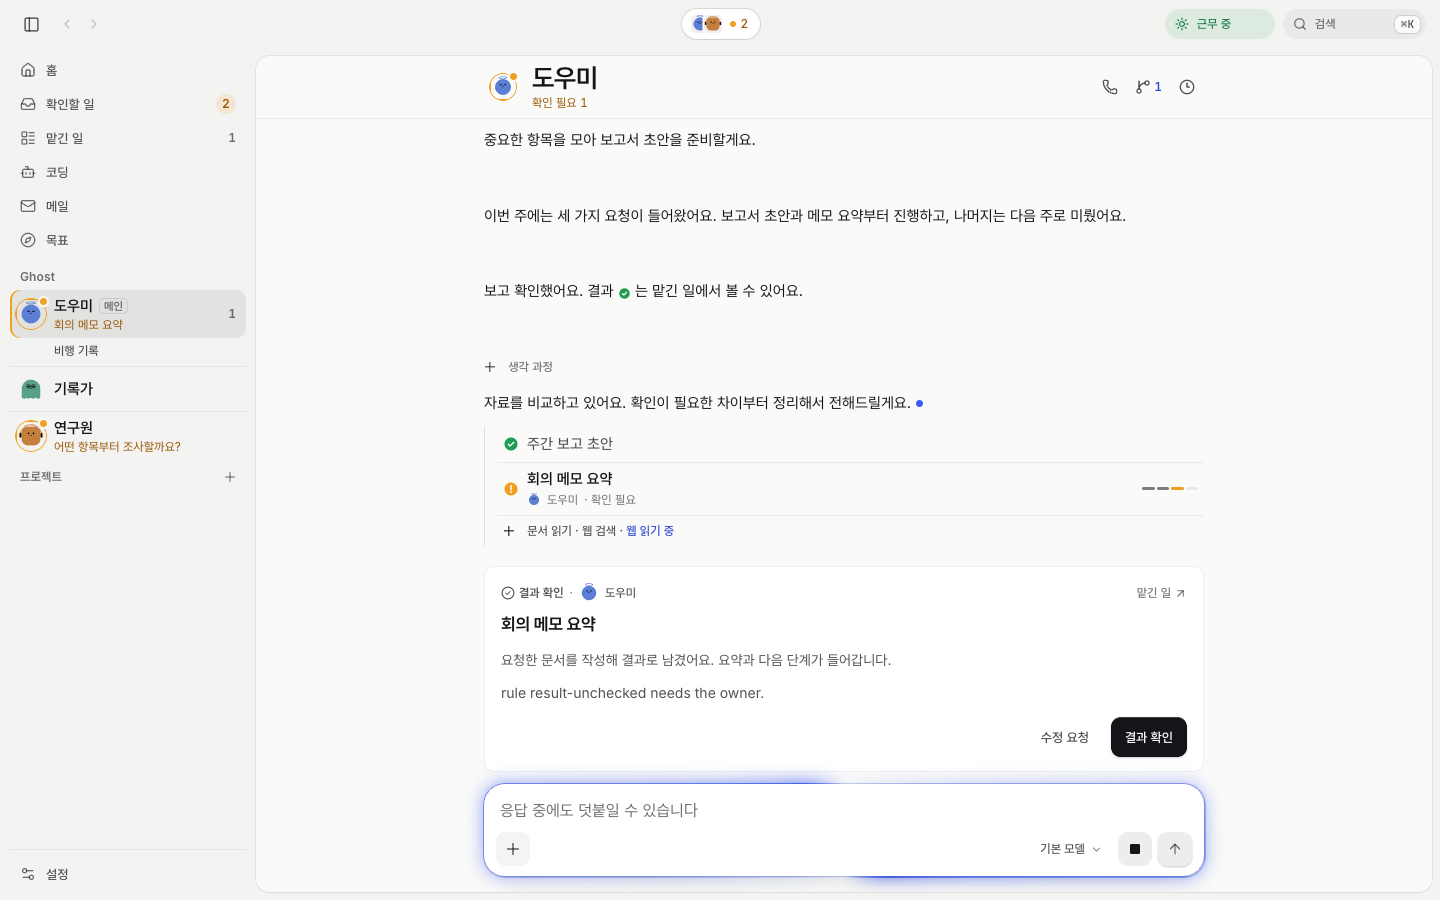 2
근무 중
검색
⌘K
홈
확인할 일
2
맡긴 일
1
코딩
메일
목표
Ghost
도우미
메인
회의 메모 요약
1
비행 기록
기록가
연구원
어떤 항목부터 조사할까요?
프로젝트
설정
도우미
확인 필요 1
1
중요한 항목을 모아 보고서 초안을 준비할게요.
이번 주에는 세 가지 요청이 들어왔어요. 보고서 초안과 메모 요약부터 진행하고, 나머지는 다음 주로 미뤘어요.
보고 확인했어요. 결과 는 맡긴 일에서 볼 수 있어요.
생각 과정
자료를 비교하고 있어요. 확인이 필요한 차이부터 정리해서 전해드릴게요.
주간 보고 초안
회의 메모 요약
도우미 · 확인 필요
문서 읽기 · 웹 검색 · 웹 읽기 중
결과 확인 · 도우미
맡긴 일
회의 메모 요약
요청한 문서를 작성해 결과로 남겼어요. 요약과 다음 단계가 들어갑니다.
rule result-unchecked needs the owner.
수정 요청
결과 확인
응답 중에도 덧붙일 수 있습니다
기본 모델